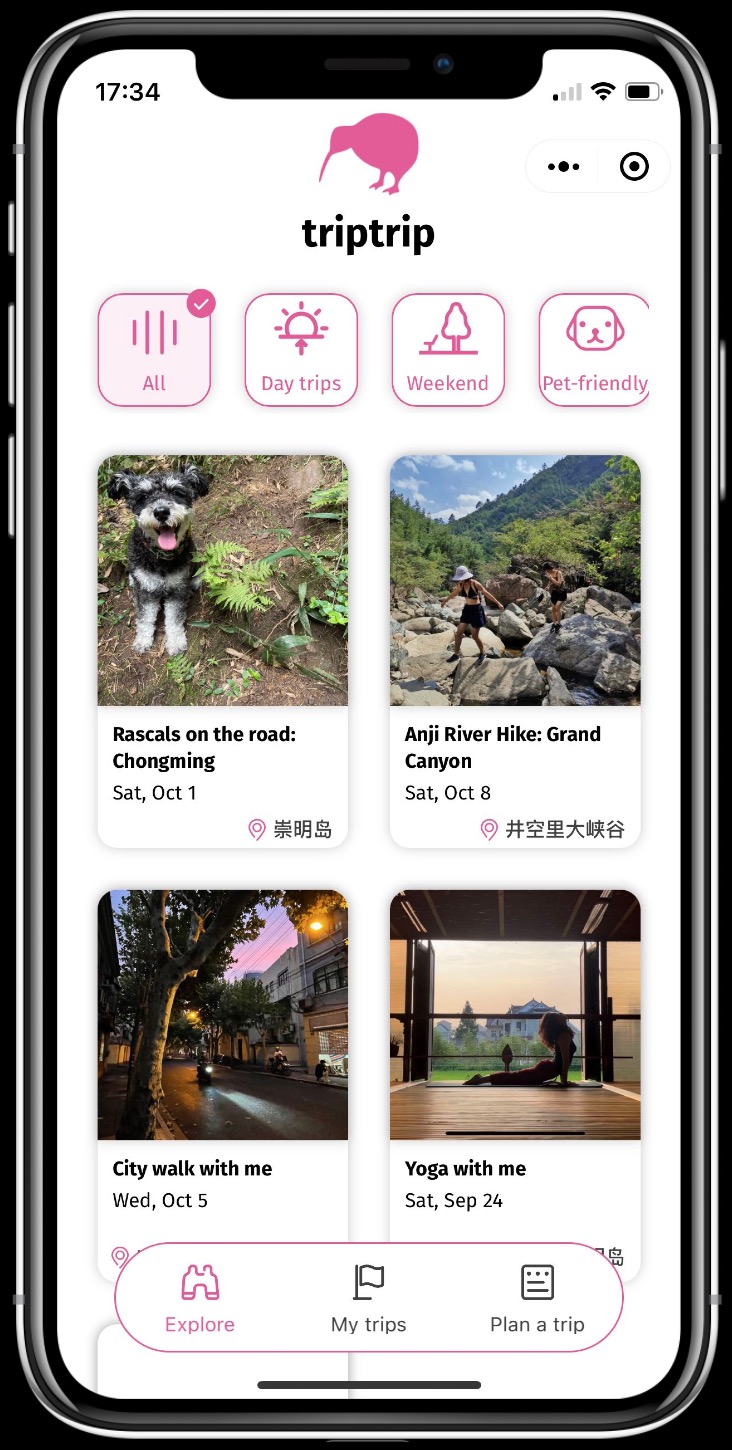 17:34
triptrip
All
Day trips
Weekend
Pet-friendly
Rascals on the road:
Chongming
Sat, Oct 1
崇明岛
Anji River Hike: Grand
Canyon
Sat, Oct 8
井空里大峡谷
City walk with me
Wed, Oct 5
Yoga with me
Sat, Sep 24
岛
Explore
My trips
Plan a trip